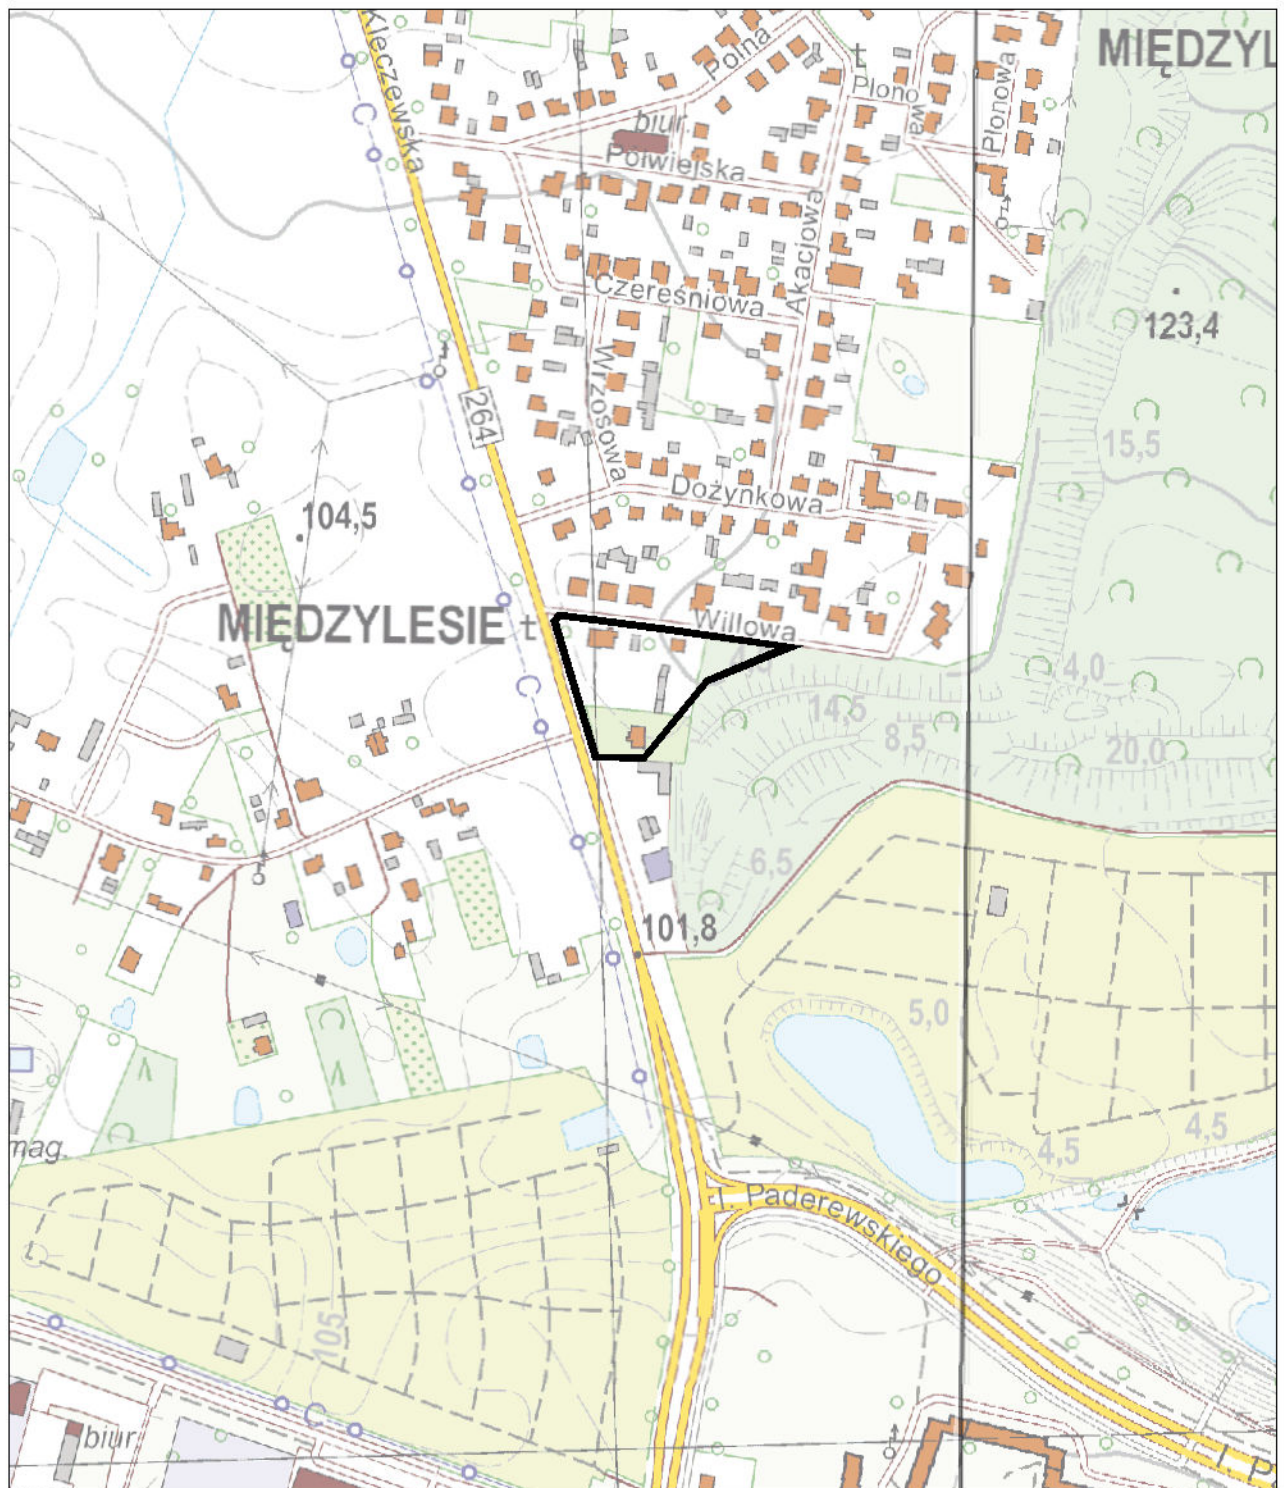 Kleczewska
Polna
MIĘDZYL
Płono
wa
Płonowa
biur.
Polwiejska
Akacjowa
Czereśniowa
123,4
Wrzosowa
264
15,5
Dożynkowa
104,5
MIĘDZYLESIE
Willowa
4,5
4,0
14,5
8,5
20,0
6,5
101,8
5,0
4,5
4,5
mag.
I. Paderewskiego
105
biur.
I. P